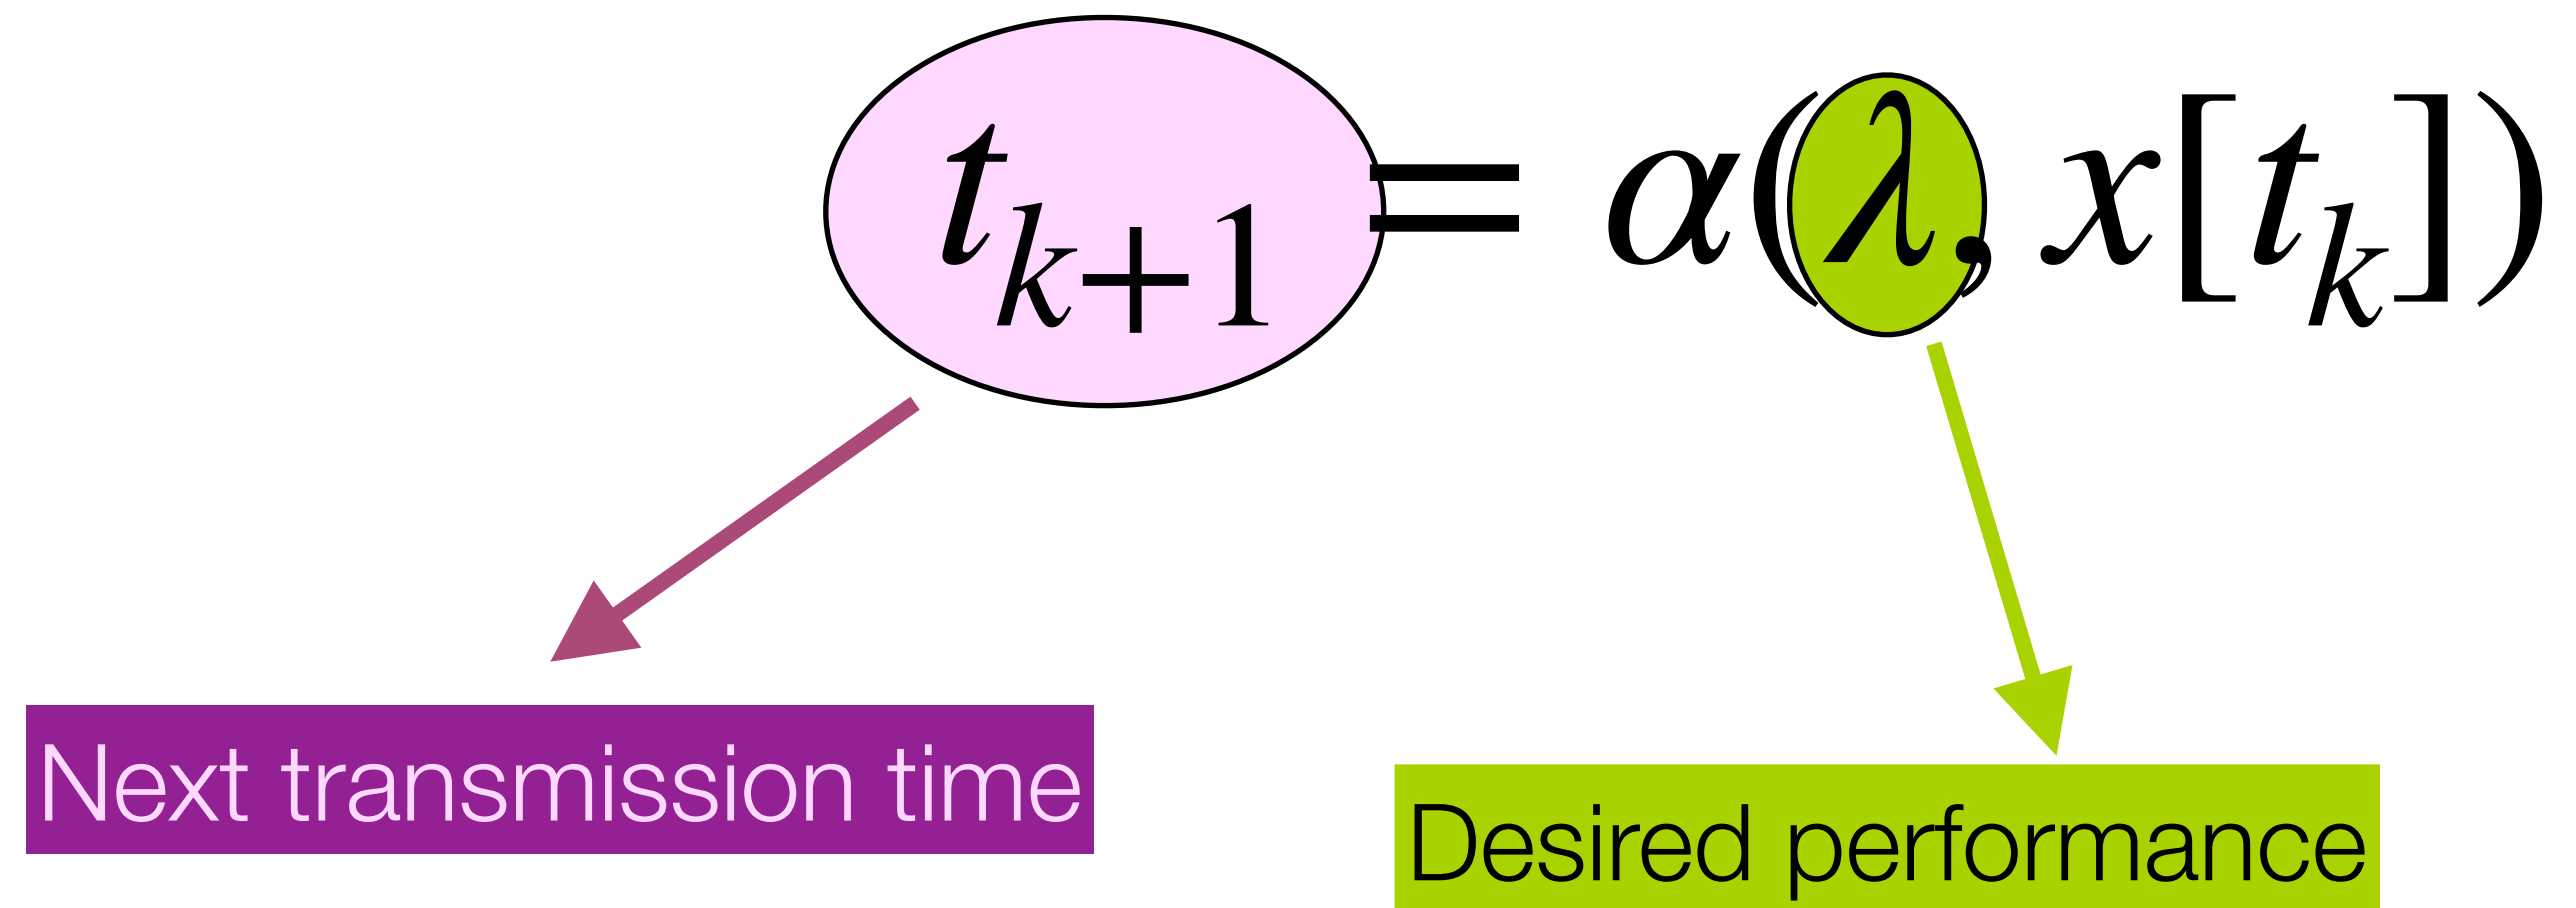 t_{k+1} = α(λ, x[t_k])
Next transmission time
Desired performance